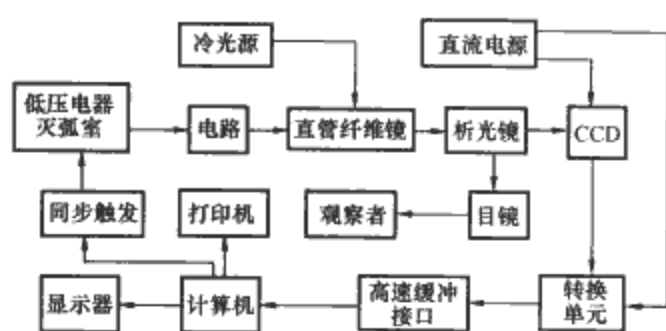 冷光源
直流电源
低压电器
灭弧室
电路
直管纤维镜
析光镜
CCD
同步触发
打印机
观察者
目镜
显示器
计算机
高速缓冲
接口
转换
单元